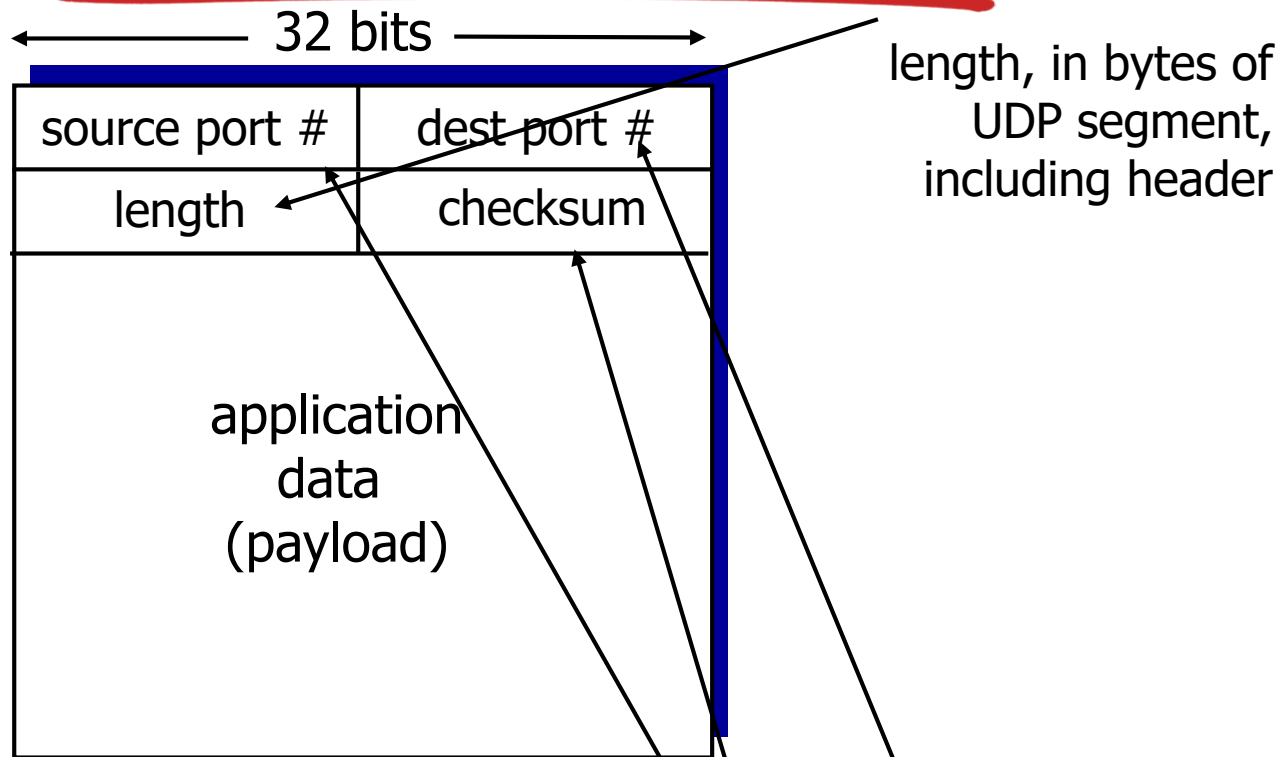 32 bits
length, in bytes of
UDP segment,
including header
source port #
dest port #
length
checksum
application
data
(payload)